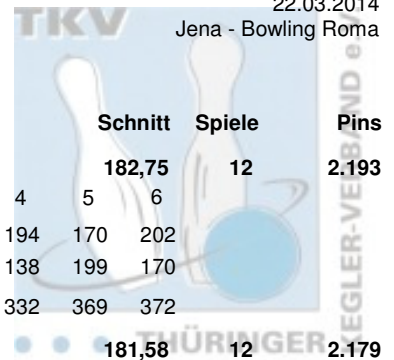 22.03.2014
TKV
Jena - Bowling Roma
Schnitt Spiele Pins
182,75 12 2.193
4 5 6
194 170 202
138 199 170
332 369 372
THÜRINGER
EGLER-VERBAND e.V
181,58 12 2.179